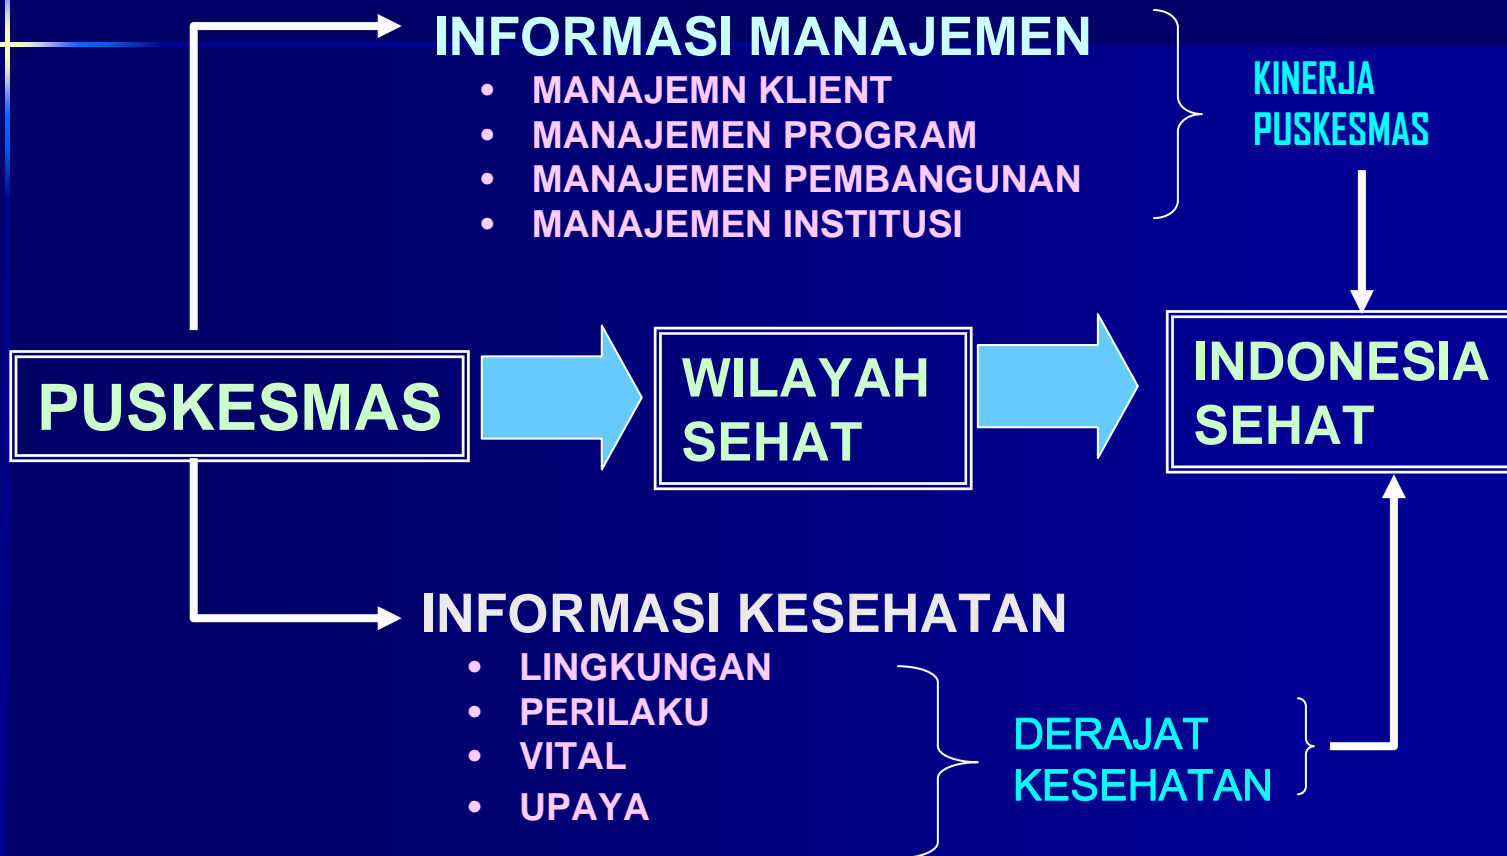 INFORMASI MANAJEMEN
• MANAJEMN KLIENT
• MANAJEMEN PROGRAM
• MANAJEMEN PEMBANGUNAN
• MANAJEMEN INSTITUSI
KINERJA
PUSKESMAS
PUSKESMAS
WILAYAH
SEHAT
INDONESIA
SEHAT
INFORMASI KESEHATAN
• LINGKUNGAN
• PERILAKU
• VITAL
• UPAYA
DERAJAT
KESEHATAN